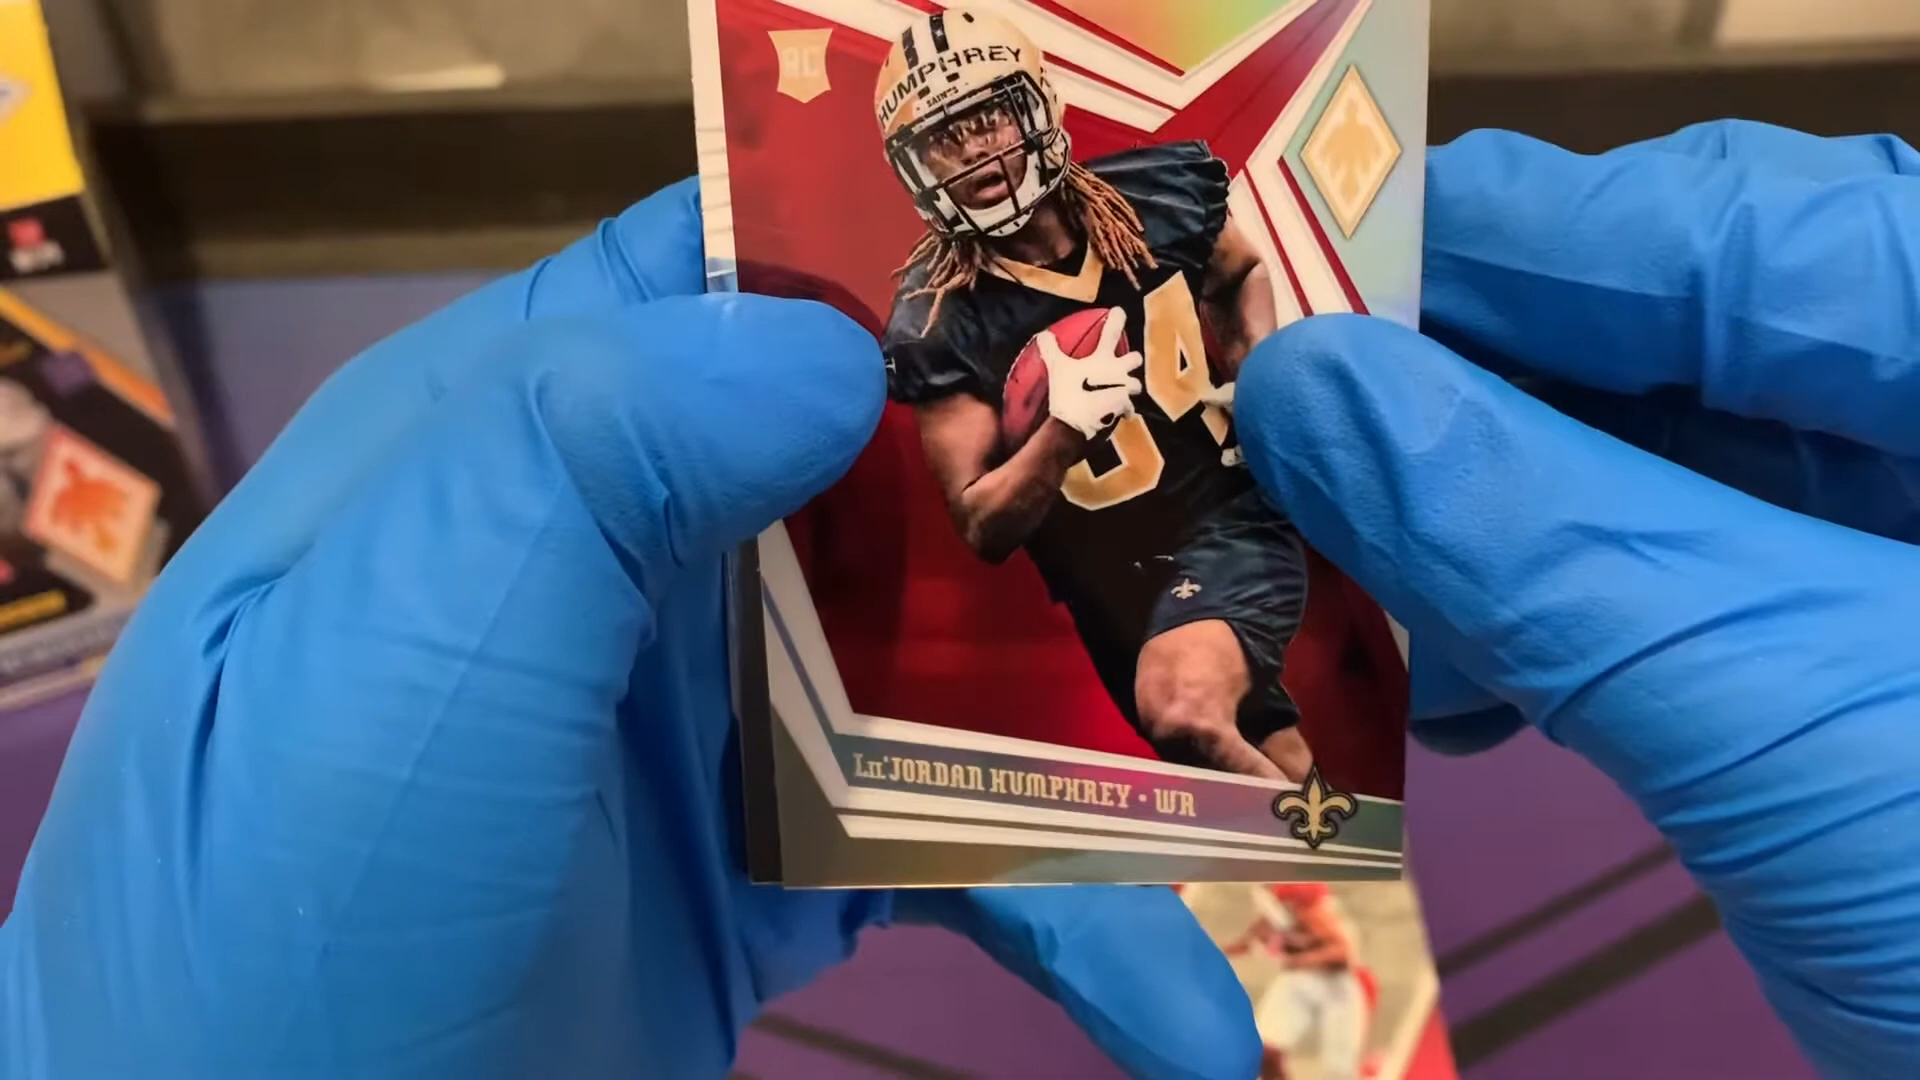 RC
HUMPHREY
SAINTS
34
Lil'JORDAN HUMPHREY • WR